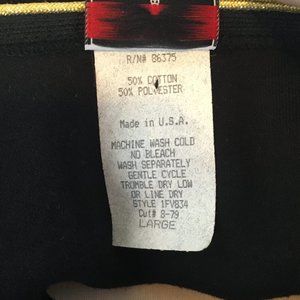 R/N# 86375
50% COTTON
50% POLYESTER
Made in U.S.A.
MACHINE WASH COLD
NO BLEACH
WASH SEPARATELY
GENTLE CYCLE
TROMBLE DRY LOW
OR LINE DRY
STYLE 1FV834
Cut# 8-79
LARGE